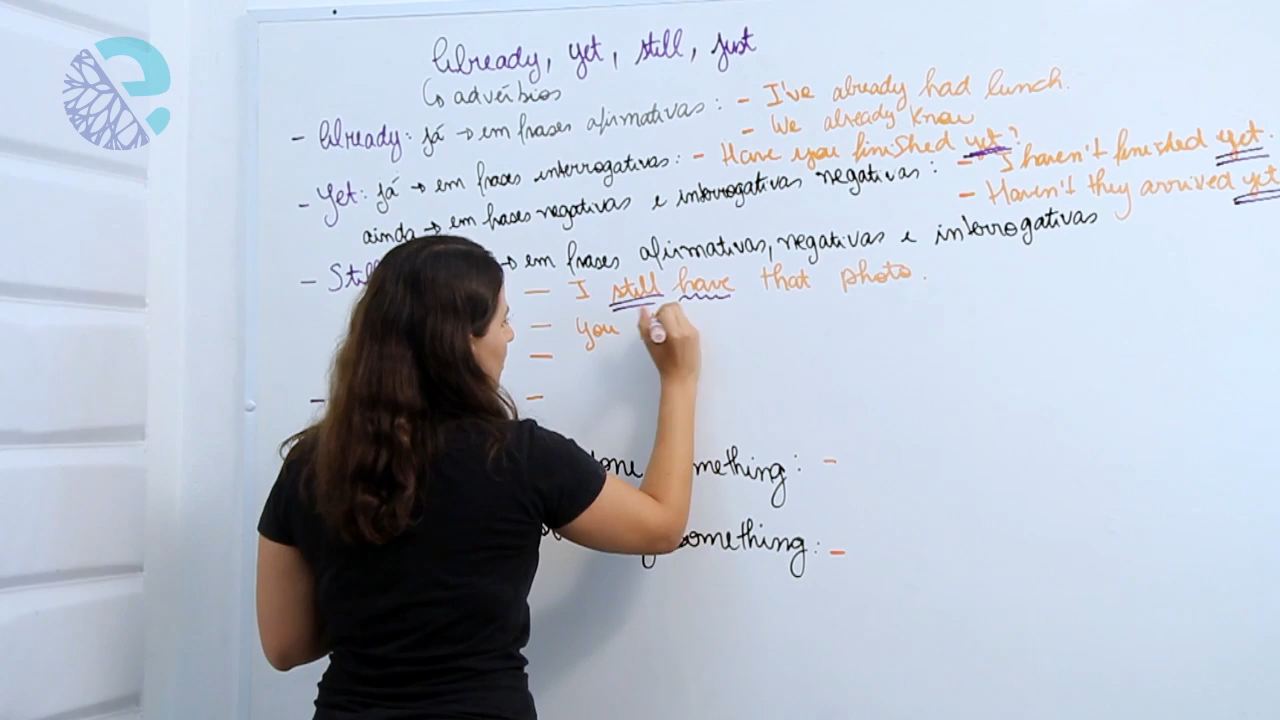 Already, yet, still, just
↳ advérbios
- Already: já → em frases afirmativas: - I've already had lunch.
- We already know
- Yet: já → em frases interrogativas: - Have you finished yet?
ainda → em frases negativas e interrogativas negativas: - I haven't finished yet.
- Haven't they arrived yet
- Still → em frases afirmativas, negativas e interrogativas
- I still have that photo.
- You
-
- -
something: -
something: -